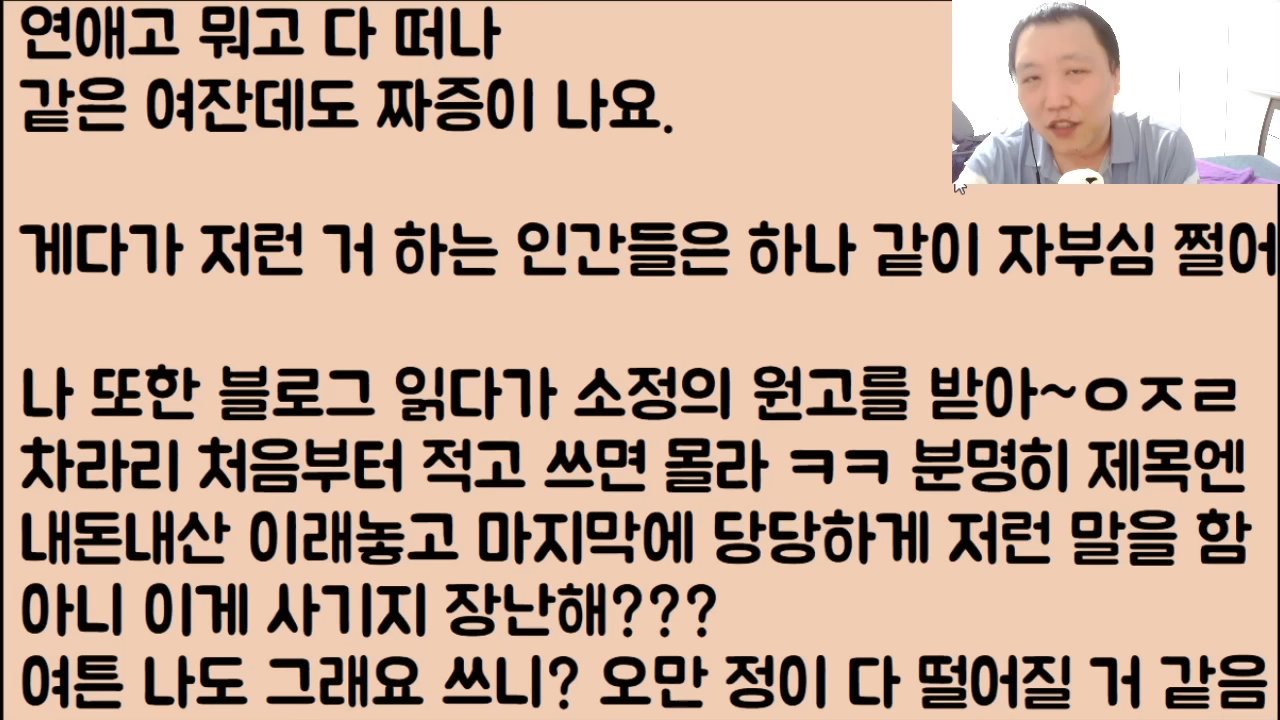 연애고 뭐고 다 떠나
같은 여잔데도 짜증이 나요.
게다가 저런 거 하는 인간들은 하나 같이 자부심 쩔어
나 또한 블로그 읽다가 소정의 원고를 받아~ㅇㅈㄹ
차라리 처음부터 적고 쓰면 몰라 ㅋㅋ 분명히 제목엔
내돈내산 이래놓고 마지막에 당당하게 저런 말을 함
아니 이게 사기지 장난해???
여튼 나도 그래요 쓰니? 오만 정이 다 떨어질 거 같음